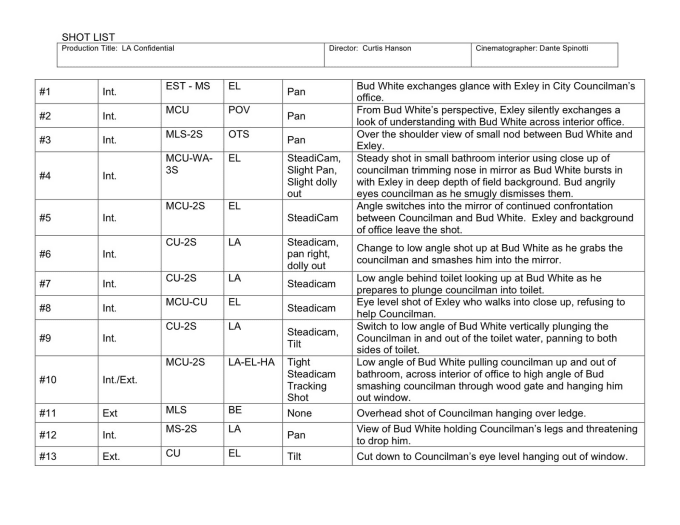 SHOT LIST
Production Title: LA Confidential Director: Curtis Hanson Cinematographer: Dante Spinotti
#1 Int. EST - MS EL Pan Bud White exchanges glance with Exley in City Councilman's
office.
#2 Int. MCU POV Pan From Bud White's perspective, Exley silently exchanges a
look of understanding with Bud White across interior office.
#3 Int. MLS-2S OTS Pan Over the shoulder view of small nod between Bud White and
Exley.
#4 Int. MCU-WA- EL SteadiCam, Steady shot in small bathroom interior using close up of
3S Slight Pan, councilman trimming nose in mirror as Bud White bursts in
Slight dolly with Exley in deep depth of field background. Bud angrily
out eyes councilman as he smugly dismisses them.
#5 Int. MCU-2S EL SteadiCam Angle switches into the mirror of continued confrontation
between Councilman and Bud White. Exley and background
of office leave the shot.
#6 Int. CU-2S LA Steadicam, Change to low angle shot up at Bud White as he grabs the
pan right, councilman and smashes him into the mirror.
dolly out
#7 Int. CU-2S LA Steadicam Low angle behind toilet looking up at Bud White as he
prepares to plunge councilman into toilet.
#8 Int. MCU-CU EL Steadicam Eye level shot of Exley who walks into close up, refusing to
help Councilman.
#9 Int. CU-2S LA Steadicam, Switch to low angle of Bud White vertically plunging the
Tilt Councilman in and out of the toilet water, panning to both
sides of toilet.
#10 Int./Ext. MCU-2S LA-EL-HA Tight Low angle of Bud White pulling councilman up and out of
Steadicam bathroom, across interior of office to high angle of Bud
Tracking smashing councilman through wood gate and hanging him
Shot out window.
#11 Ext MLS BE None Overhead shot of Councilman hanging over ledge.
#12 Int. MS-2S LA Pan View of Bud White holding Councilman's legs and threatening
to drop him.
#13 Ext. CU EL Tilt Cut down to Councilman's eye level hanging out of window.